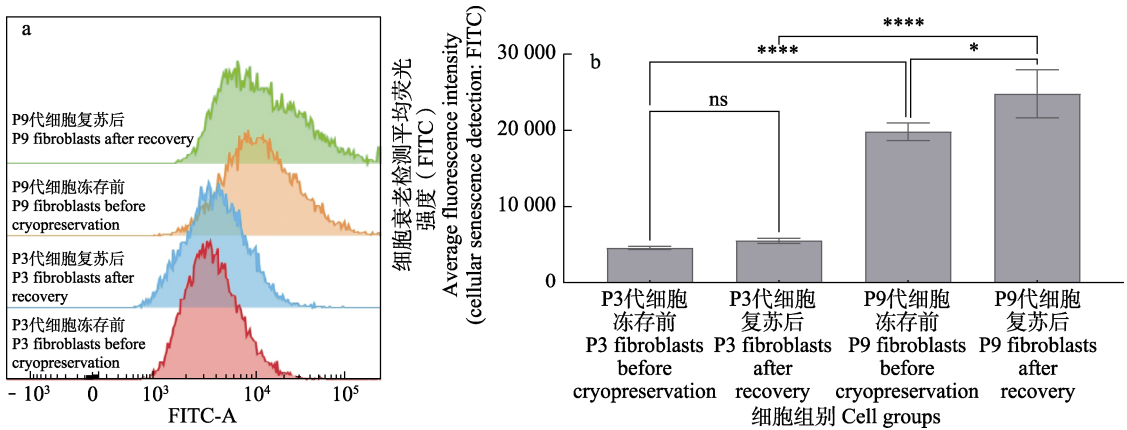 a
P9代细胞复苏后
P9 fibroblasts after recovery
P9代细胞冻存前
P9 fibroblasts before
cryopreservation
P3代细胞复苏后
P3 fibroblasts after
recovery
P3代细胞冻存前
P3 fibroblasts before
cryopreservation
- 10³ 0 10³ 10⁴ 10⁵
FITC-A
细胞衰老检测平均荧光
强度（FITC）
Average fluorescence intensity
(cellular senescence detection: FITC)
b
30 000
20 000
10 000
0
****
****
*
ns
P3代细胞
冻存前
P3 fibroblasts
before
cryopreservation
P3代细胞
复苏后
P3 fibroblasts
after
recovery
P9代细胞
冻存前
P9 fibroblasts
before
cryopreservation
P9代细胞
复苏后
P9 fibroblasts
after
recovery
细胞组别 Cell groups